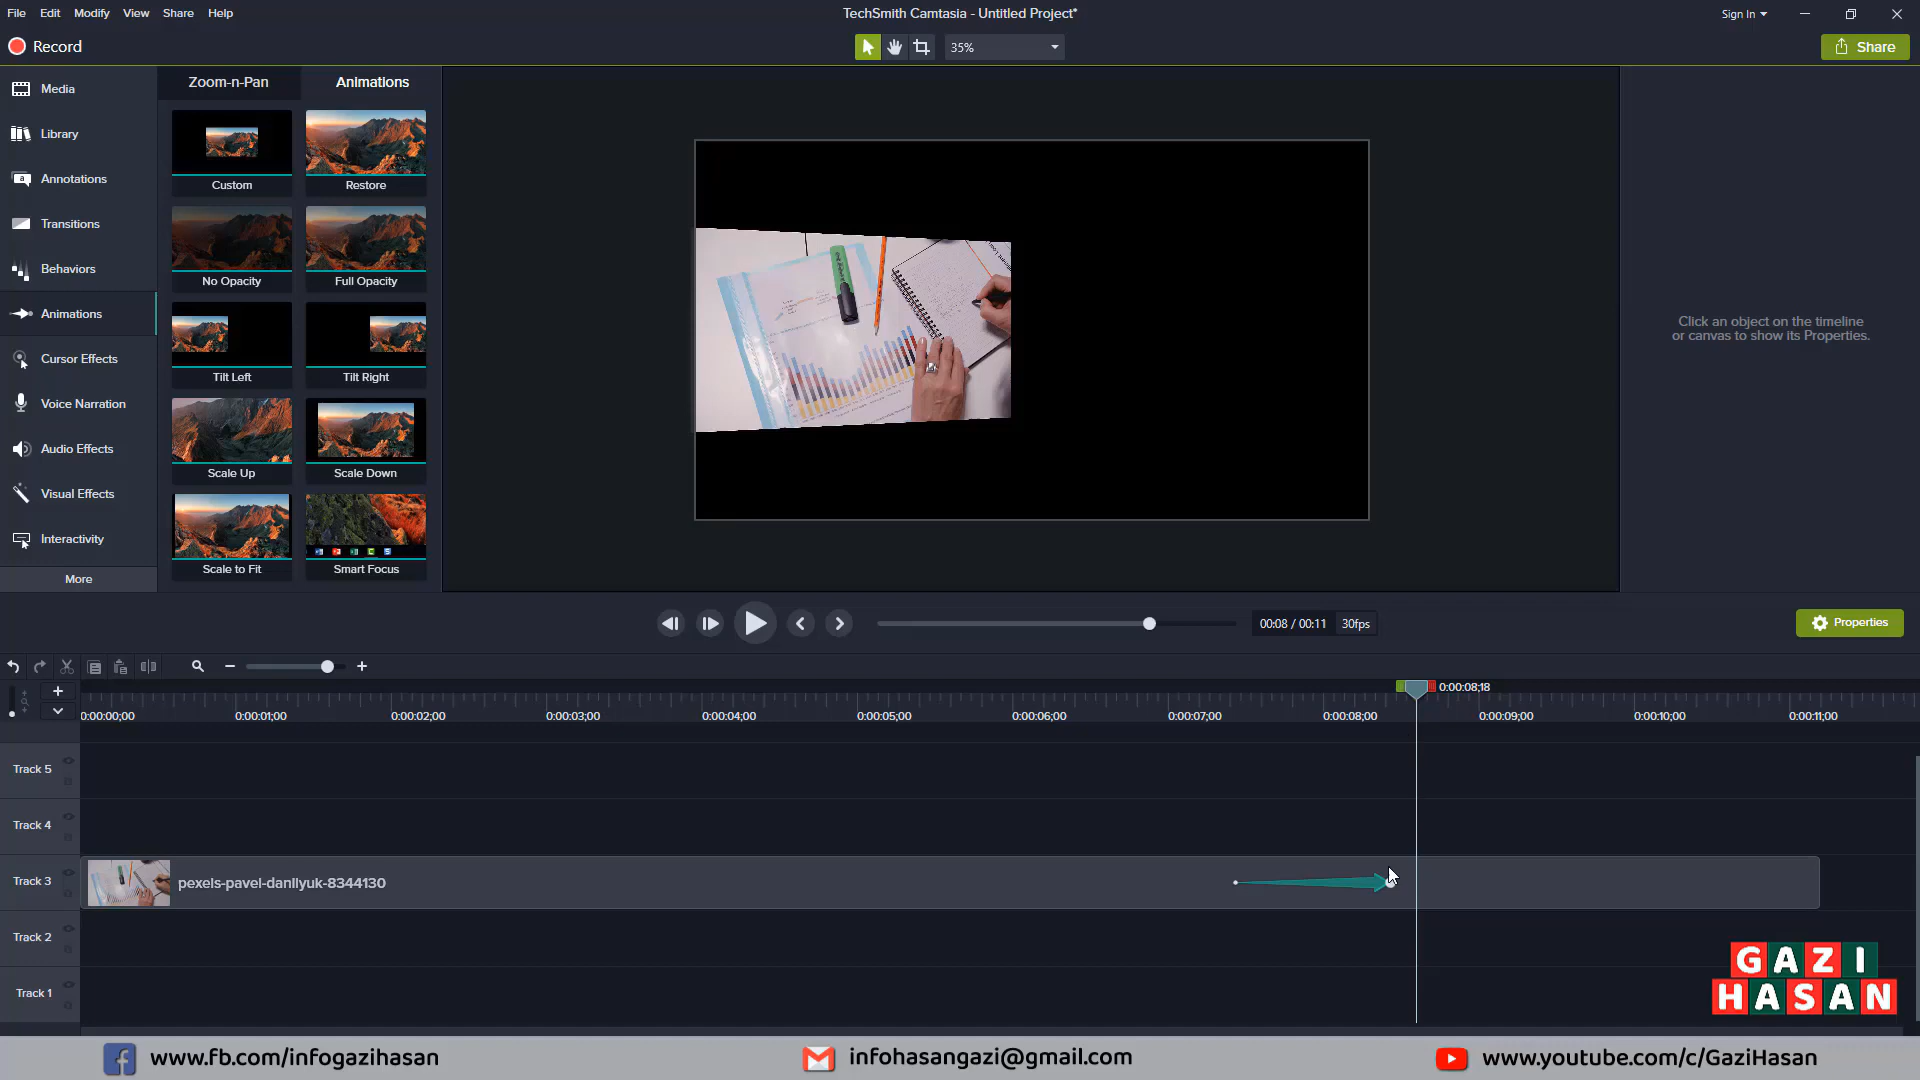 File Edit Modify View Share Help
TechSmith Camtasia - Untitled Project*
Sign In
Record
35%
Share
Media
Library
Annotations
Transitions
Behaviors
Animations
Cursor Effects
Voice Narration
Audio Effects
Visual Effects
Interactivity
More
Zoom-n-Pan Animations
Custom Restore
No Opacity Full Opacity
Tilt Left Tilt Right
Scale Up Scale Down
Scale to Fit Smart Focus
Click an object on the timeline
or canvas to show its Properties.
00:08 / 00:11 30fps
Properties
0:00:08;18
0:00:00;00 0:00:01;00 0:00:02;00 0:00:03;00 0:00:04;00 0:00:05;00 0:00:06;00 0:00:07;00 0:00:08;00 0:00:09;00 0:00:10;00 0:00:11;00
Track 5
Track 4
Track 3 pexels-pavel-danilyuk-8344130
Track 2
Track 1
GAZI
HASAN
www.fb.com/infogazihasan infohasangazi@gmail.com www.youtube.com/c/GaziHasan